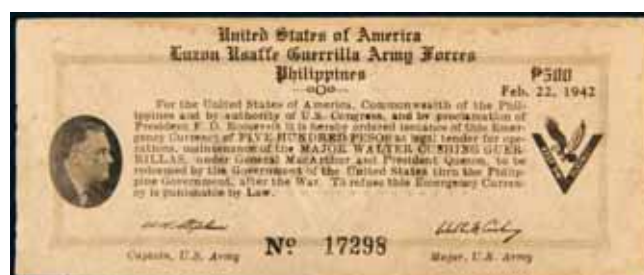 United States of America
Luzon Usaffe Guerrilla Army Forces
Philippines
—oOo—
₱500
Feb. 22, 1942
For the United States of America, Commonwealth of the Phil-
ippines and by authority of U.S. Congress, and by proclamation of
President F. D. Roosevelt it is hereby ordered issuance of this Emer-
gency Currency of FIVE HUNDRED PESOS as legal tender for ope-
rations, maintenance of the MAJOR WALTER CUSHING GUER-
RILLAS, under General MacArthur and President Quezon, to be
redeemed by the Government of the United States thru the Philip-
pine Government, after the War. To refuse this Emergency Curren-
cy is punishable by Law.
Captain, U.S. Army
Nº 17298
Major, U.S. Army